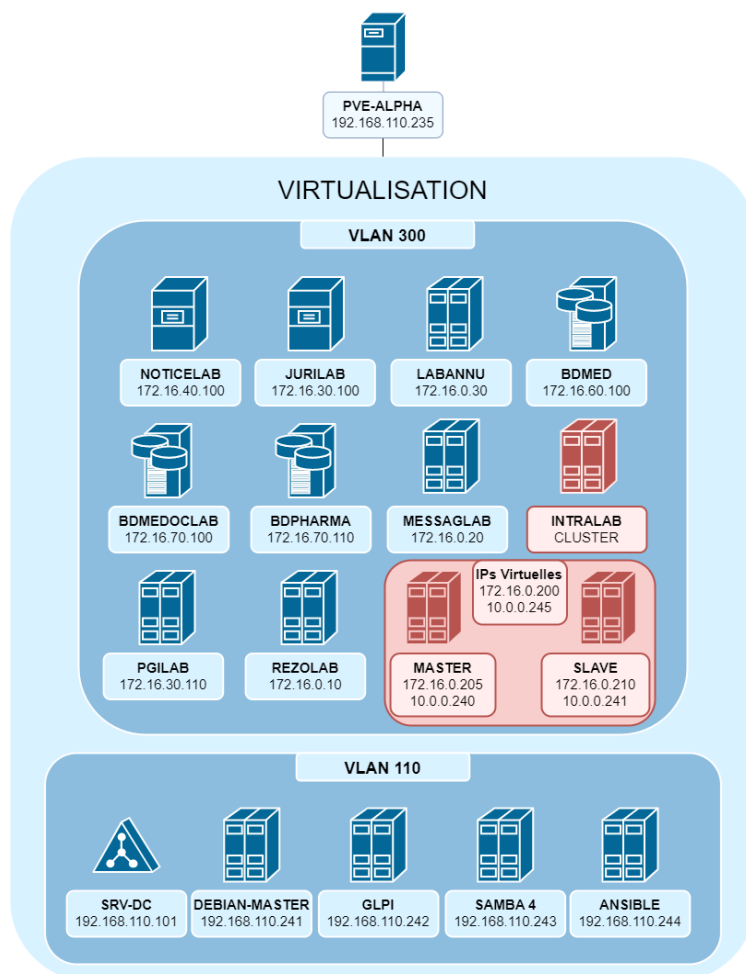 PVE-ALPHA
192.168.110.235
VIRTUALISATION
VLAN 300
NOTICELAB
172.16.40.100
JURILAB
172.16.30.100
LABANNU
172.16.0.30
BDMED
172.16.60.100
BDMEDOCLAB
172.16.70.100
BDPHARMA
172.16.70.110
MESSAGLAB
172.16.0.20
INTRALAB
CLUSTER
PGILAB
172.16.30.110
REZOLAB
172.16.0.10
IPs Virtuelles
172.16.0.200
10.0.0.245
MASTER
172.16.0.205
10.0.0.240
SLAVE
172.16.0.210
10.0.0.241
VLAN 110
SRV-DC
192.168.110.101
DEBIAN-MASTER
192.168.110.241
GLPI
192.168.110.242
SAMBA 4
192.168.110.243
ANSIBLE
192.168.110.244